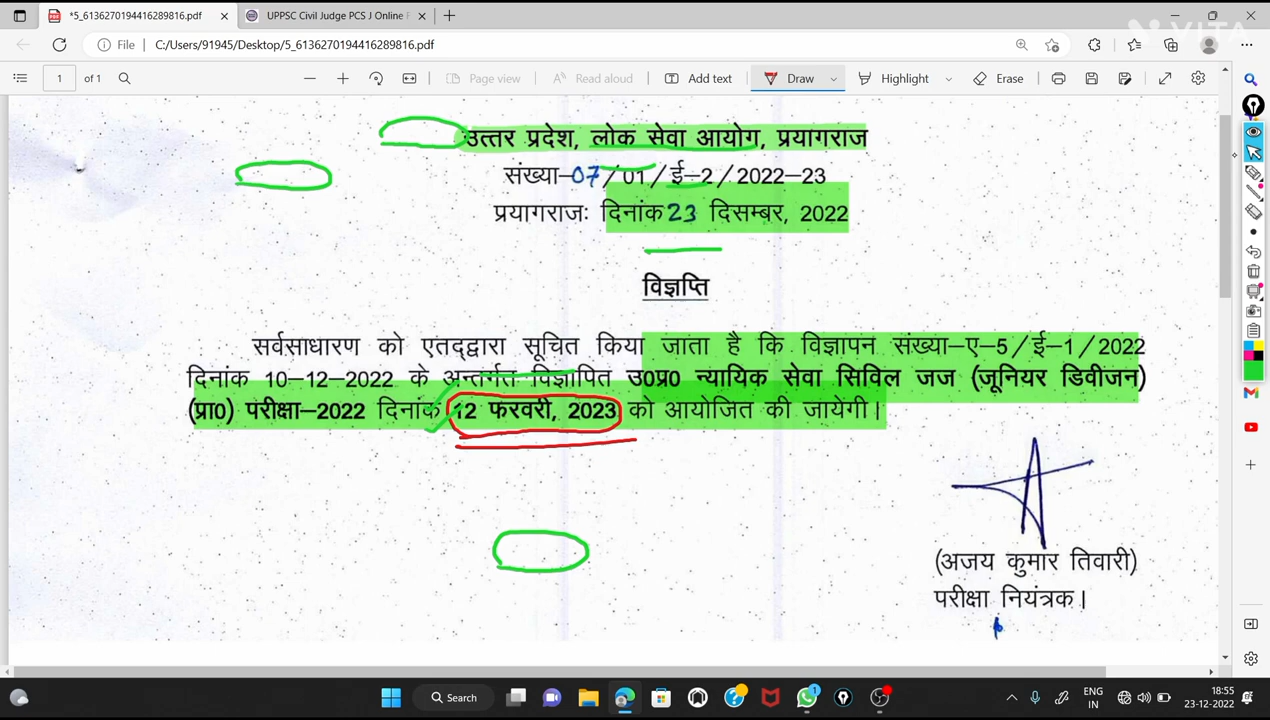 *5_6136270194416289816.pdf
UPPSC Civil Judge PCS J Online F
File
C:/Users/91945/Desktop/5_6136270194416289816.pdf
VITA
1 of 1
Page view
Read aloud
Add text
Draw
Highlight
Erase
उत्तर प्रदेश, लोक सेवा आयोग, प्रयागराज
संख्या-07/01/ई-2/2022-23
प्रयागराजः दिनांक 23 दिसम्बर, 2022
विज्ञप्ति
सर्वसाधारण को एतद्द्वारा सूचित किया जाता है कि विज्ञापन संख्या-ए-5/ई-1/2022
दिनांक 10-12-2022 के अन्तर्गत विज्ञापित उ0प्र0 न्यायिक सेवा सिविल जज (जूनियर डिवीजन)
(प्रा0) परीक्षा-2022 दिनांक 12 फरवरी, 2023 को आयोजित की जायेगी।
(अजय कुमार तिवारी)
परीक्षा नियंत्रक।
Search
1
ENG
IN
18:55
23-12-2022